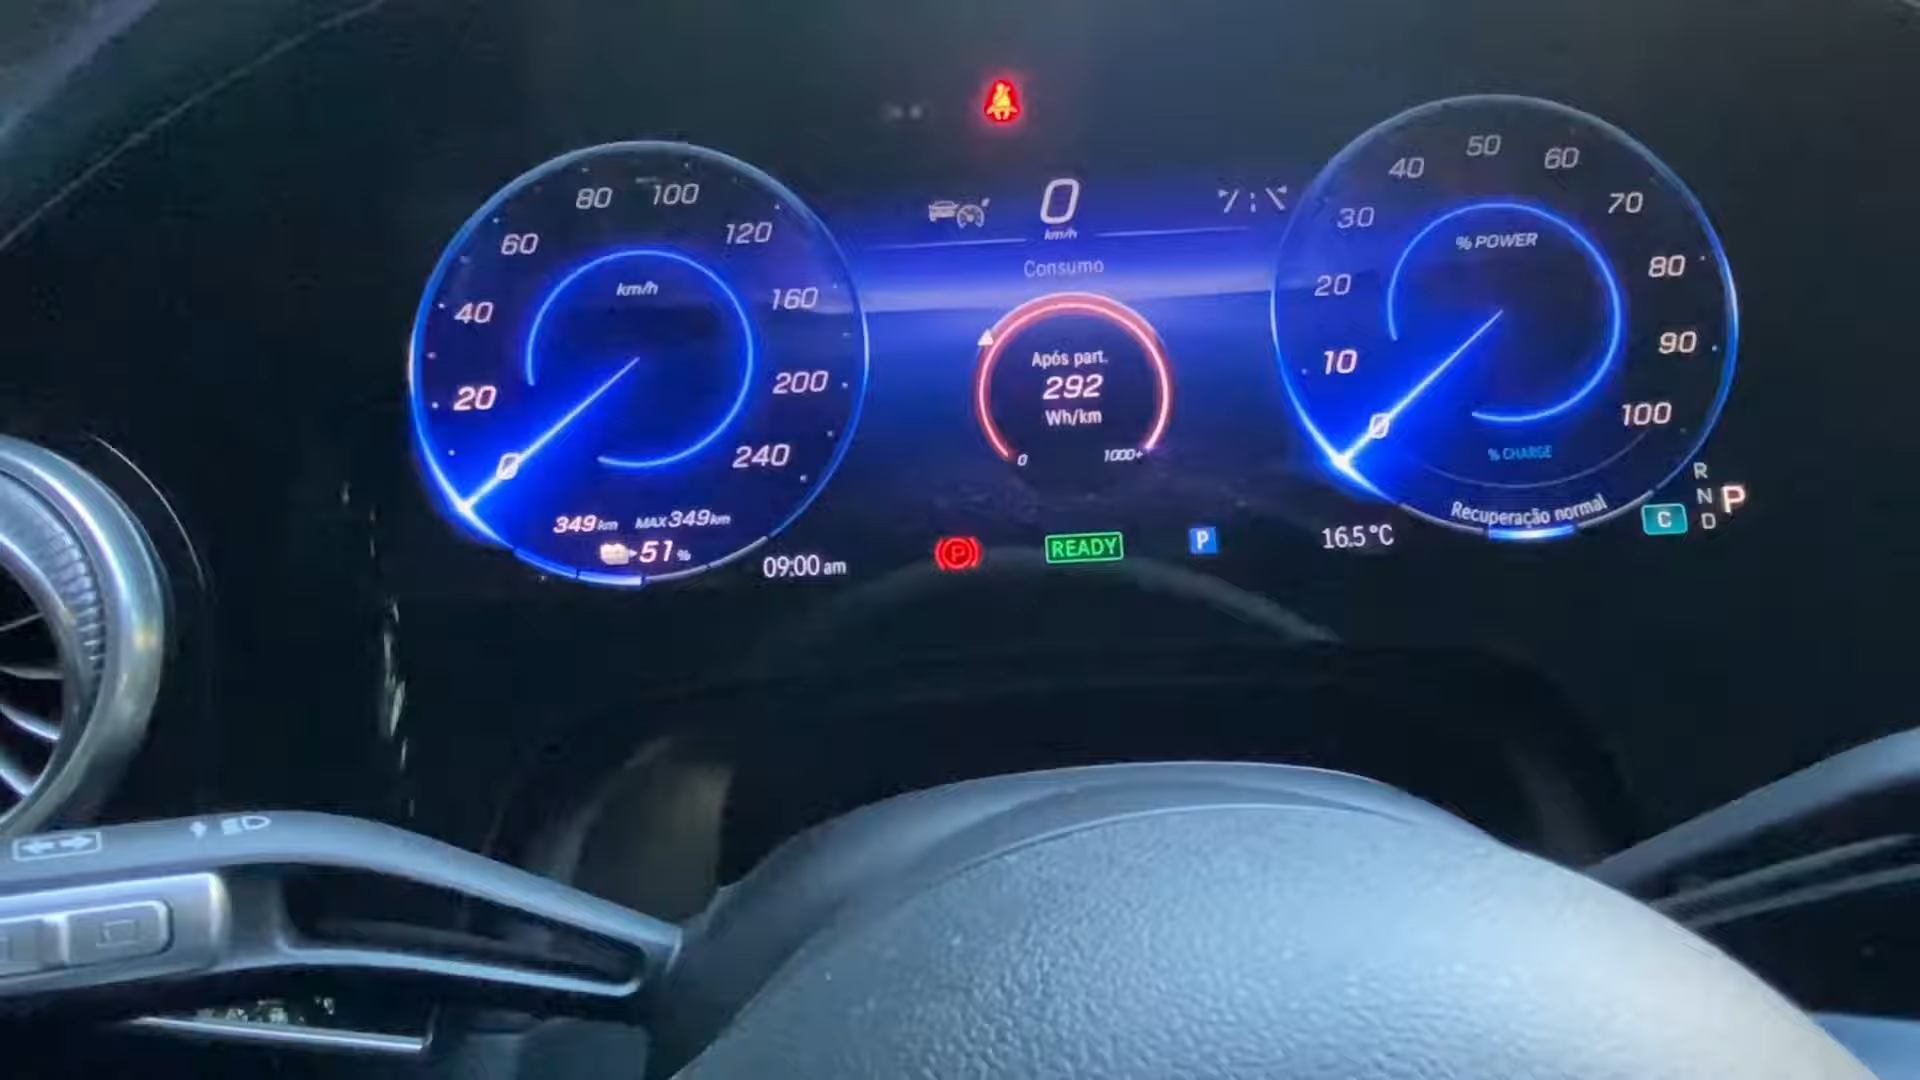 80 100
60 120
km/h
40 160
20 200
0 240
349 km MAX 349 km
51 %
09:00 am
0
km/h
Consumo
Após part.
292
Wh/km
0 1000+
P
READY
P
16.5°C
50
40 60
30 70
% POWER
20 80
10 90
0 100
% CHARGE
Recuperação normal
C
R
N P
D